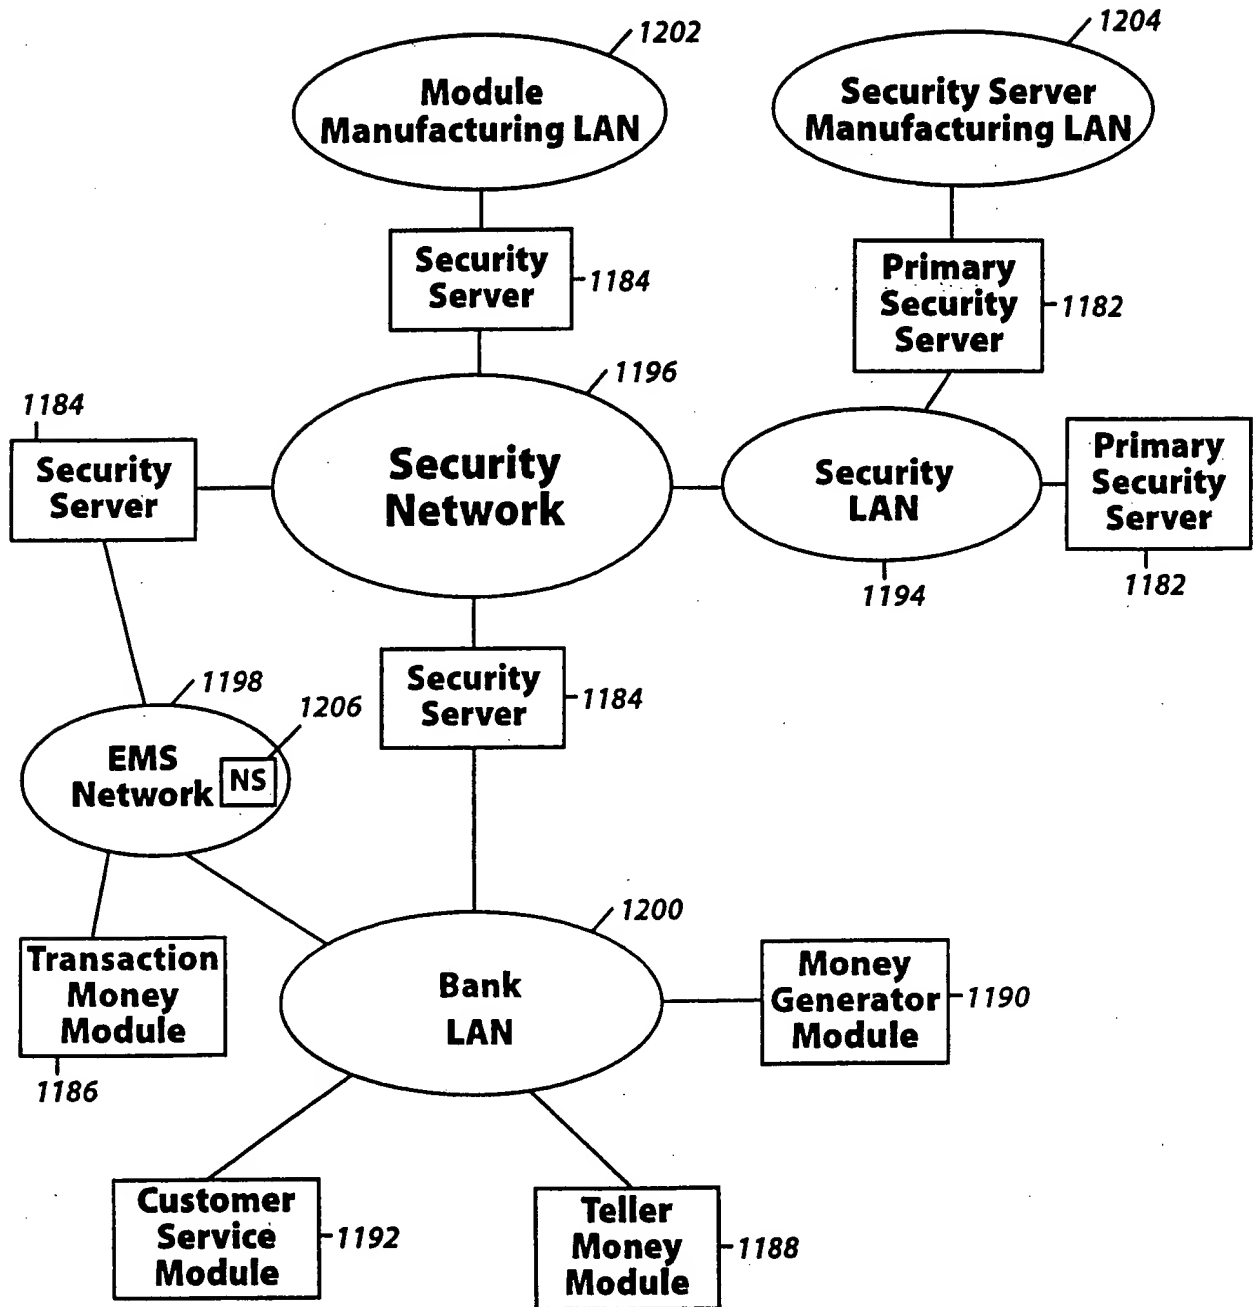 1202
Module
Manufacturing LAN
1204
Security Server
Manufacturing LAN
Security
Server
1184
Primary
Security
Server
1182
1196
Security
Network
1184
Security
Server
Security
LAN
1194
Primary
Security
Server
1182
Security
Server
1184
1198
1206
EMS
Network
NS
1200
Bank
LAN
Transaction
Money
Module
1186
Money
Generator
Module
1190
Customer
Service
Module
1192
Teller
Money
Module
1188